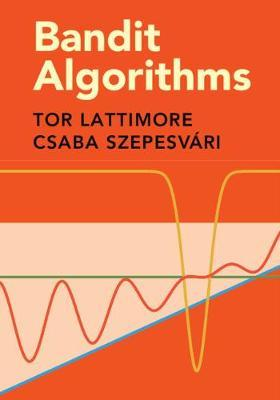 Bandit
Algorithms
TOR LATTIMORE
CSABA SZEPESVÁRI